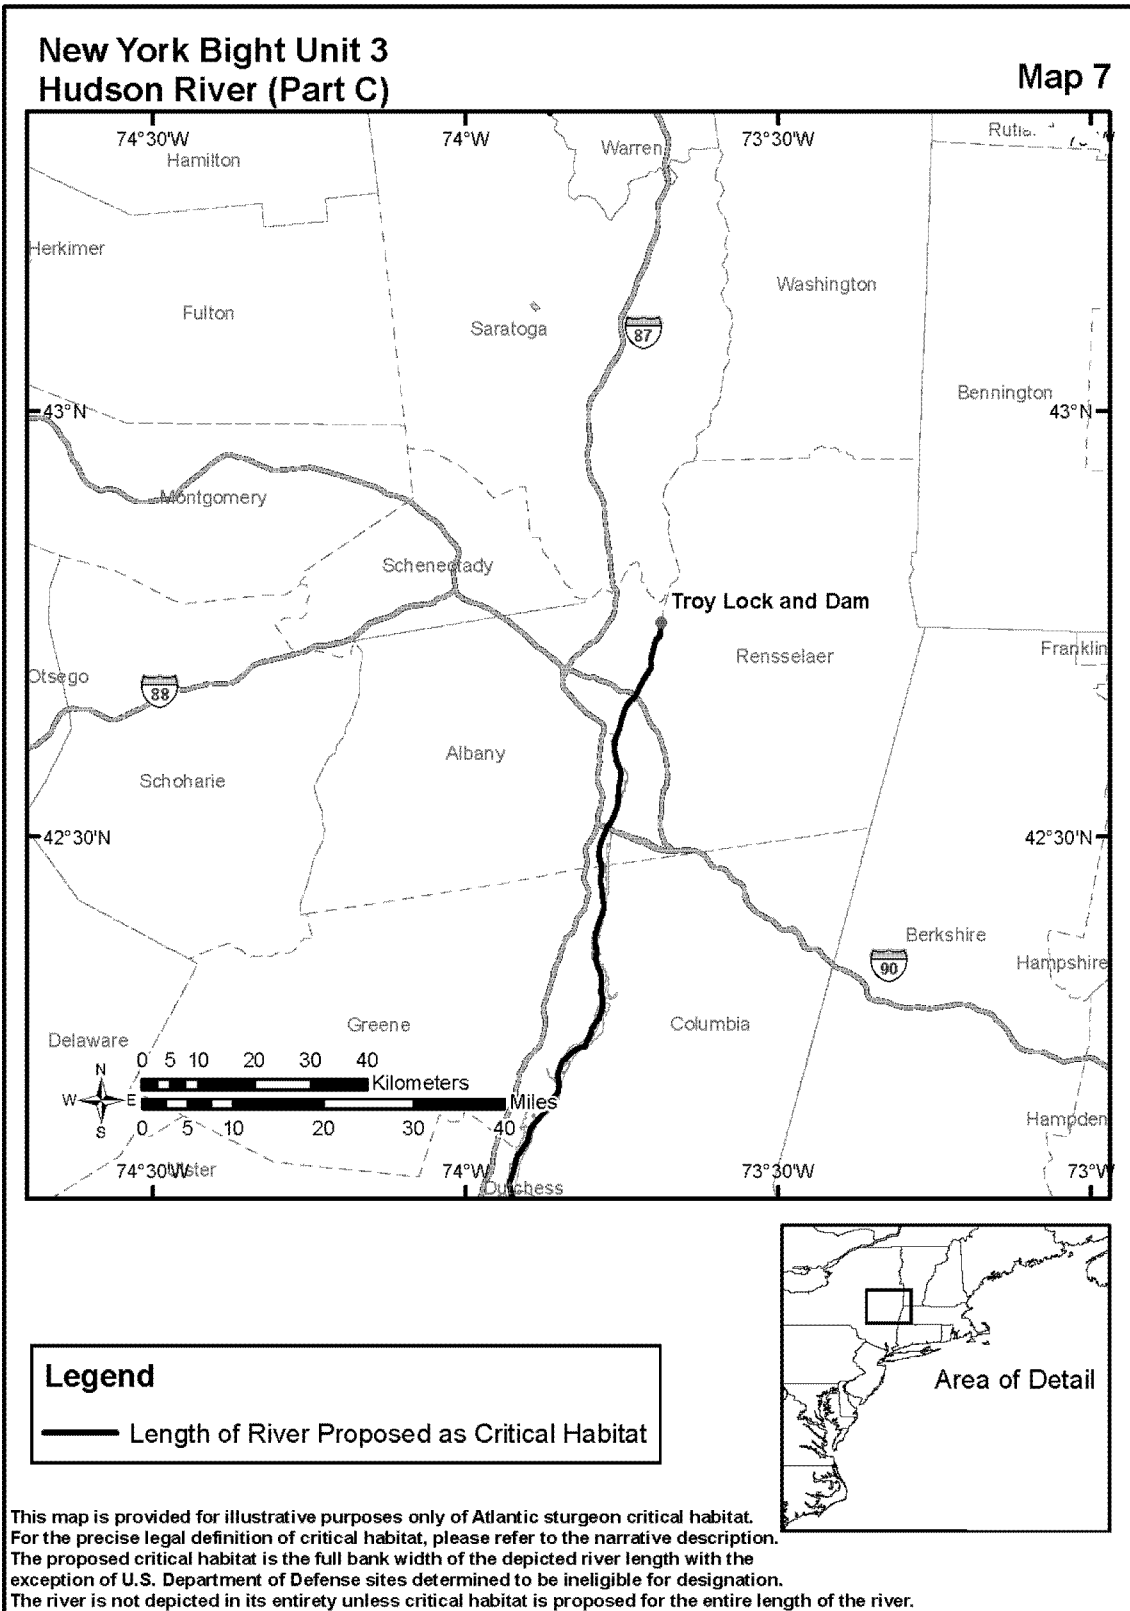 New York Bight Unit 3
Hudson River (Part C)
Map 7
74°30'W
74°W
73°30'W
Hamilton
Warren
Herkimer
Washington
Fulton
Saratoga
87
Bennington
43°N
43°N
Montgomery
Schenectady
Troy Lock and Dam
Rensselaer
Franklin
Otsego
88
Albany
Schoharie
42°30'N
42°30'N
Berkshire
90
Hampshire
Greene
Columbia
Delaware
0 5 10 20 30 40
Kilometers
N
W E
S
Miles
0 5 10 20 30 40
Hampden
74°30'W
74°W
73°30'W
73°W
Dutchess
Area of Detail
Legend
Length of River Proposed as Critical Habitat
This map is provided for illustrative purposes only of Atlantic sturgeon critical habitat.
For the precise legal definition of critical habitat, please refer to the narrative description.
The proposed critical habitat is the full bank width of the depicted river length with the
exception of U.S. Department of Defense sites determined to be ineligible for designation.
The river is not depicted in its entirety unless critical habitat is proposed for the entire length of the river.